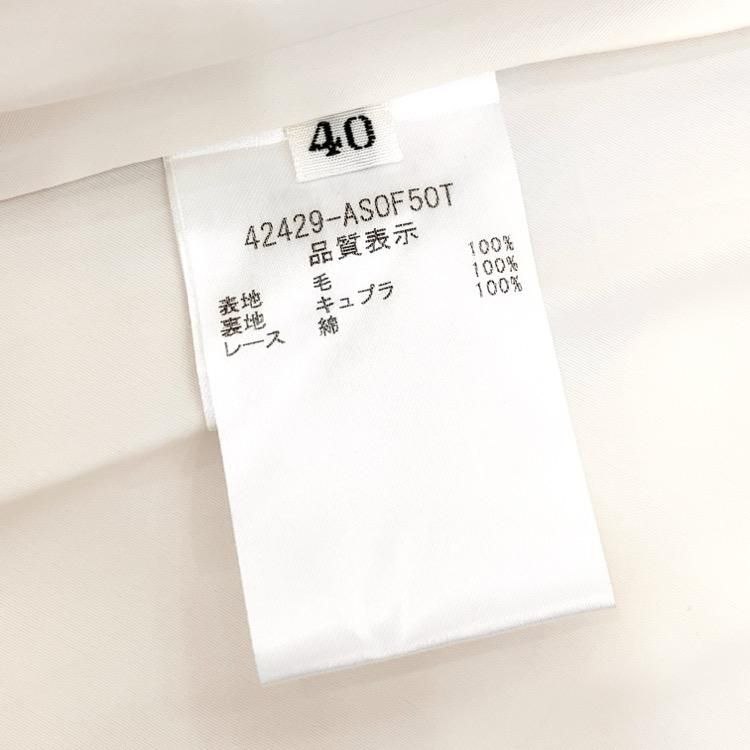 40
42429-ASOF50T
品質表示
表地 毛 100%
裏地 キュプラ 100%
レース 綿 100%